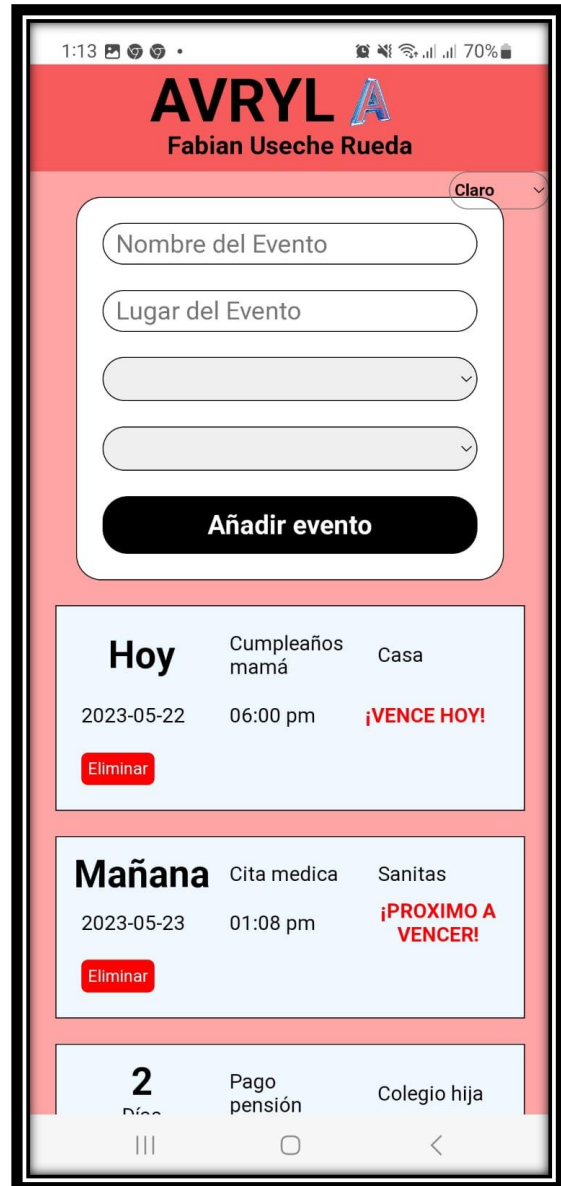 1:13 70%
AVRYL A
Fabian Useche Rueda
Claro
Nombre del Evento
Lugar del Evento
Añadir evento
Hoy Cumpleaños mamá Casa
2023-05-22 06:00 pm ¡VENCE HOY!
Eliminar
Mañana Cita medica Sanitas
2023-05-23 01:08 pm ¡PROXIMO A VENCER!
Eliminar
2 Pago pensión Colegio hija
Días